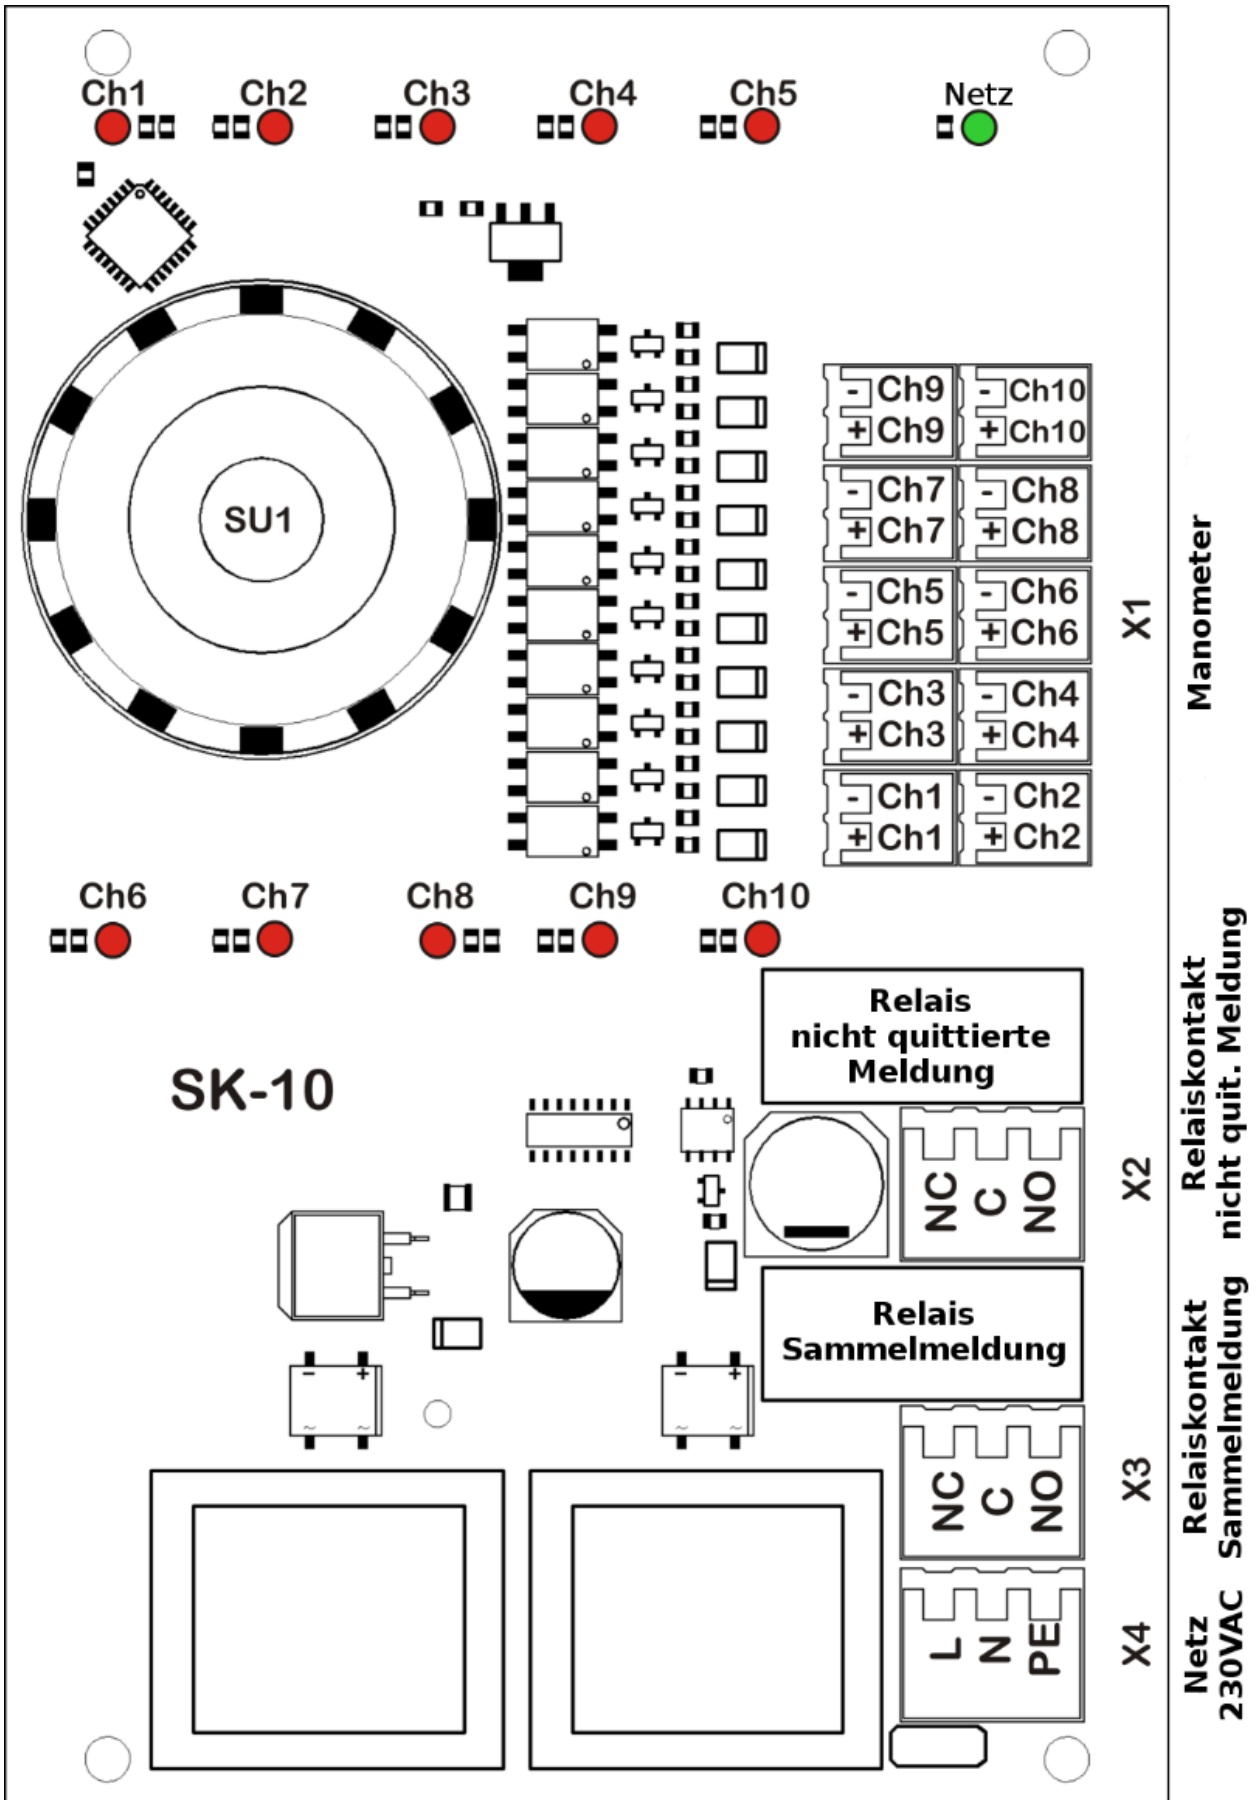 Ch1 Ch2 Ch3 Ch4 Ch5 Netz
SU1
- Ch9 - Ch10
+ Ch9 + Ch10
- Ch7 - Ch8
+ Ch7 + Ch8
- Ch5 - Ch6
+ Ch5 + Ch6
- Ch3 - Ch4
+ Ch3 + Ch4
- Ch1 - Ch2
+ Ch1 + Ch2
X1
Manometer
Ch6 Ch7 Ch8 Ch9 Ch10
Relais
nicht quittierte
Meldung
SK-10
NC
C
NO
X2
Relaiskontakt
nicht quit. Meldung
Relais
Sammelmeldung
- +
~ ~
- +
~ ~
NC
C
NO
X3
Relaiskontakt
Sammelmeldung
L
N
PE
X4
Netz
230VAC